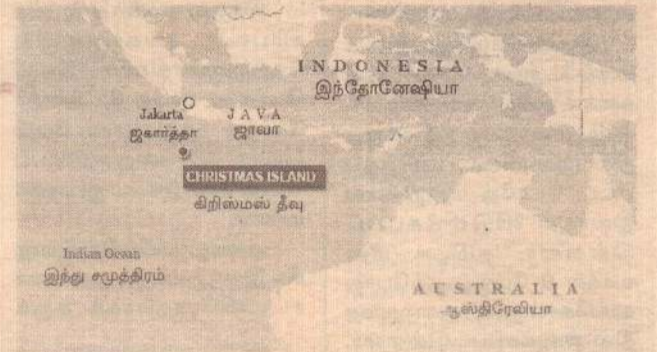 INDONESIA
இந்தோனேஷியா
Jakarta
ஜகார்த்தா
JAVA
ஜாவா
CHRISTMAS ISLAND
கிறிஸ்மஸ் தீவு
Indian Ocean
இந்து சமுத்திரம்
AUSTRALIA
ஆஸ்திரேலியா